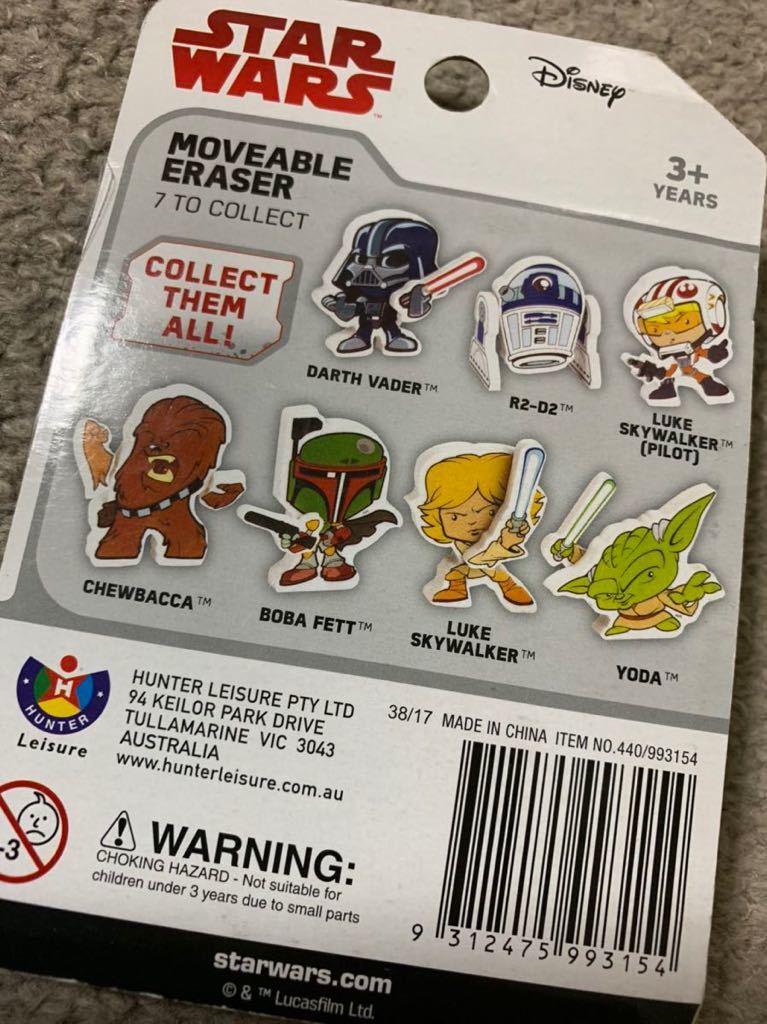 STAR
WARS™
Disney
MOVEABLE
ERASER
7 TO COLLECT
3+
YEARS
COLLECT
THEM
ALL!
DARTH VADER™
R2-D2™
LUKE
SKYWALKER™
(PILOT)
CHEWBACCA™
BOBA FETT™
LUKE
SKYWALKER™
YODA™
H
HUNTER
Leisure
HUNTER LEISURE PTY LTD
94 KEILOR PARK DRIVE
TULLAMARINE VIC 3043
AUSTRALIA
www.hunterleisure.com.au
38/17 MADE IN CHINA ITEM NO.440/993154
-3
WARNING:
CHOKING HAZARD - Not suitable for
children under 3 years due to small parts
9 312475 993154
starwars.com
© & ™ Lucasfilm Ltd.